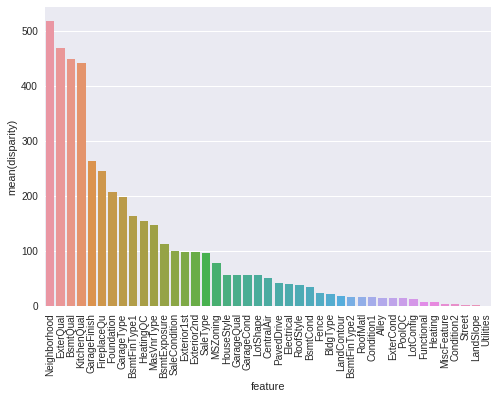 500
400
300
200
100
0
mean(disparity)
Neighborhood
ExterQual
BsmtQual
KitchenQual
GarageFinish
FireplaceQu
Foundation
GarageType
BsmtFinType1
HeatingQC
MasVnrType
BsmtExposure
SaleCondition
Exterior1st
Exterior2nd
SaleType
MSZoning
HouseStyle
GarageQual
GarageCond
LotShape
CentralAir
PavedDrive
Electrical
RoofStyle
BsmtCond
Fence
BldgType
LandContour
BsmtFinType2
RoofMatl
Condition1
Alley
ExterCond
PoolQC
LotConfig
Functional
Heating
MiscFeature
Condition2
Street
LandSlope
Utilities
feature